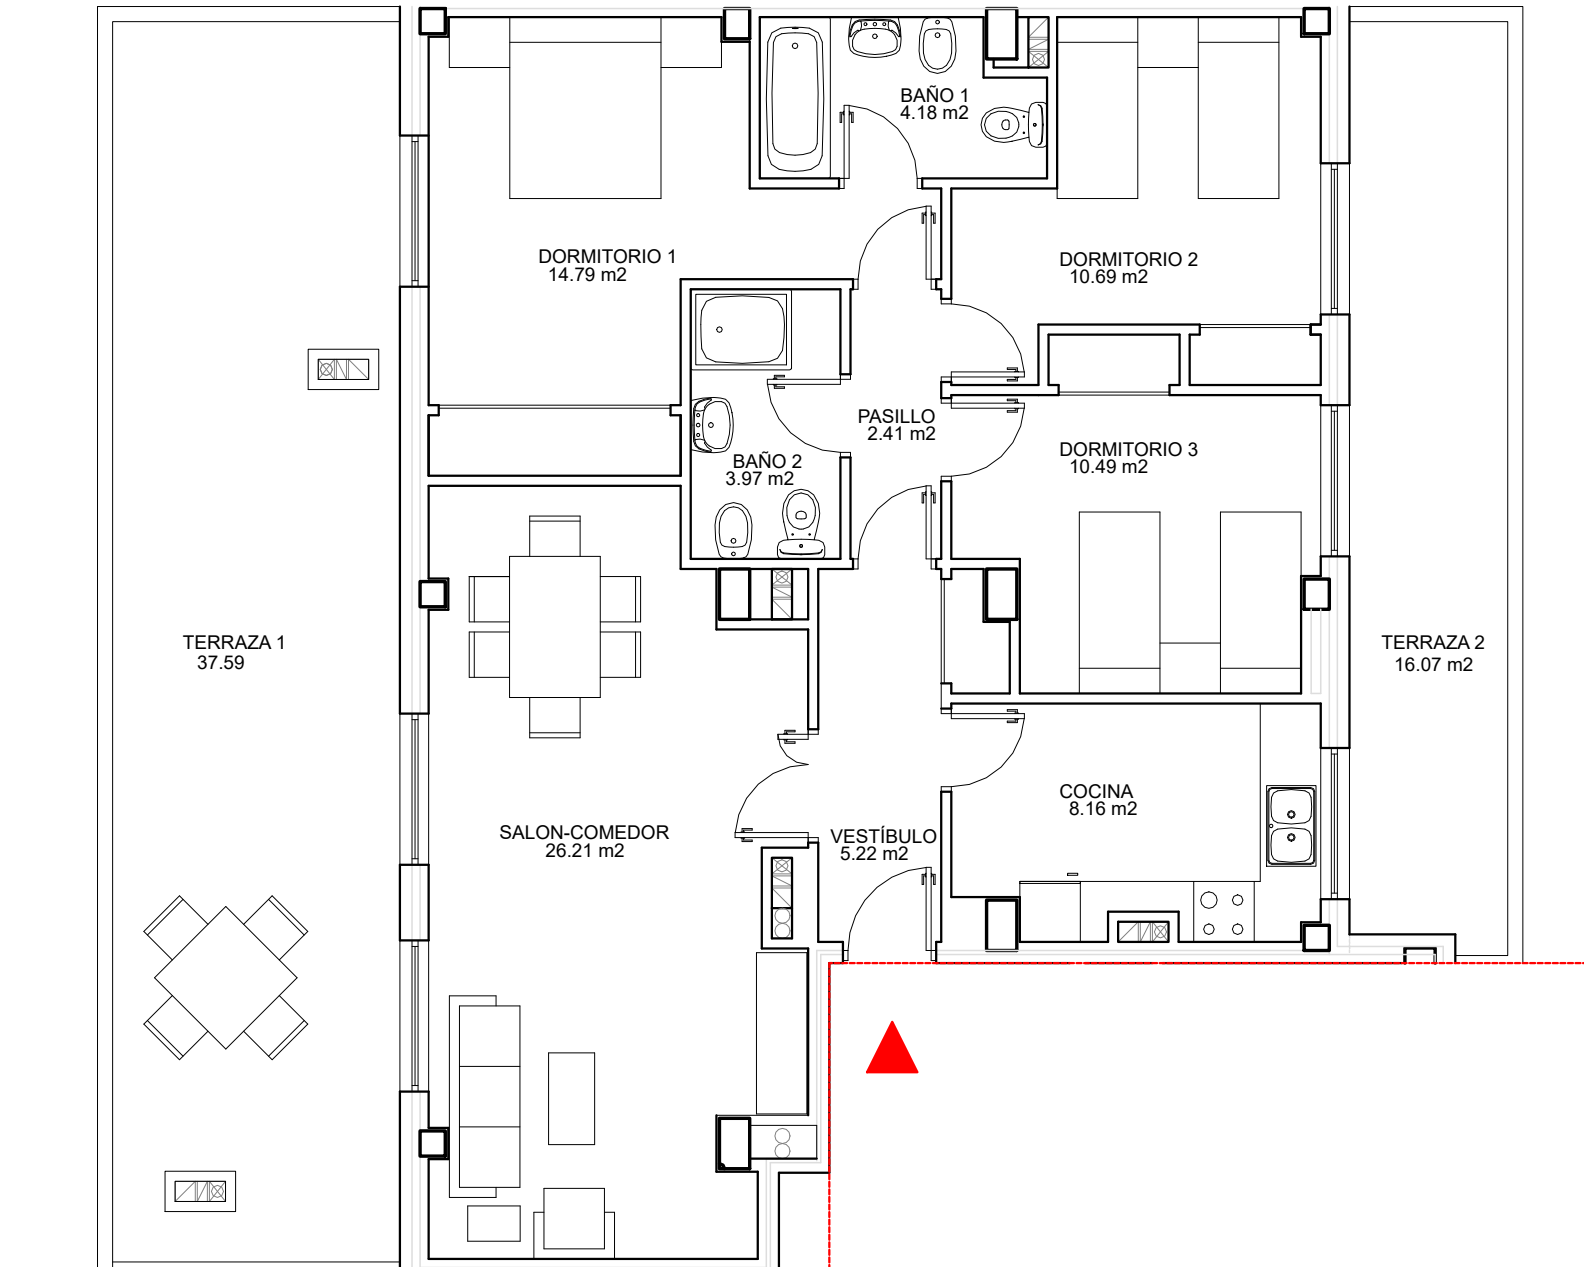 BAÑO 1
4.18 m2
DORMITORIO 1
14.79 m2
DORMITORIO 2
10.69 m2
PASILLO
2.41 m2
DORMITORIO 3
10.49 m2
BAÑO 2
3.97 m2
TERRAZA 1
37.59
TERRAZA 2
16.07 m2
COCINA
8.16 m2
SALON-COMEDOR
26.21 m2
VESTÍBULO
5.22 m2